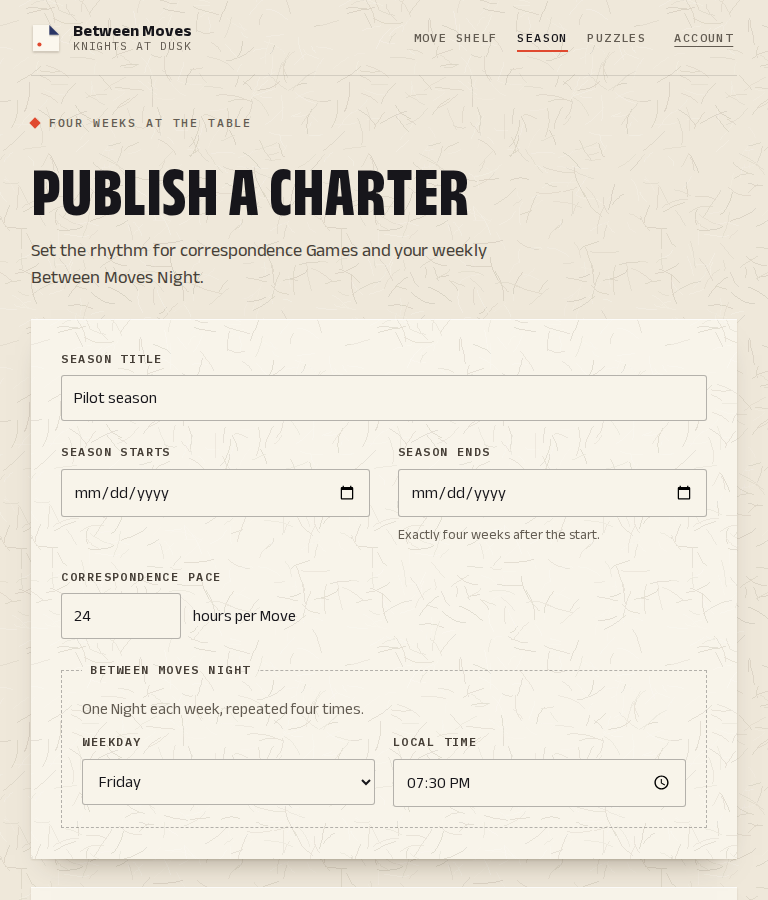 Between Moves
KNIGHTS AT DUSK
MOVE SHELF
SEASON
PUZZLES
ACCOUNT
FOUR WEEKS AT THE TABLE
PUBLISH A CHARTER
Set the rhythm for correspondence Games and your weekly
Between Moves Night.
SEASON TITLE
Pilot season
SEASON STARTS
mm/dd/yyyy
SEASON ENDS
mm/dd/yyyy
Exactly four weeks after the start.
CORRESPONDENCE PACE
24
hours per Move
BETWEEN MOVES NIGHT
One Night each week, repeated four times.
WEEKDAY
Friday
LOCAL TIME
07:30 PM